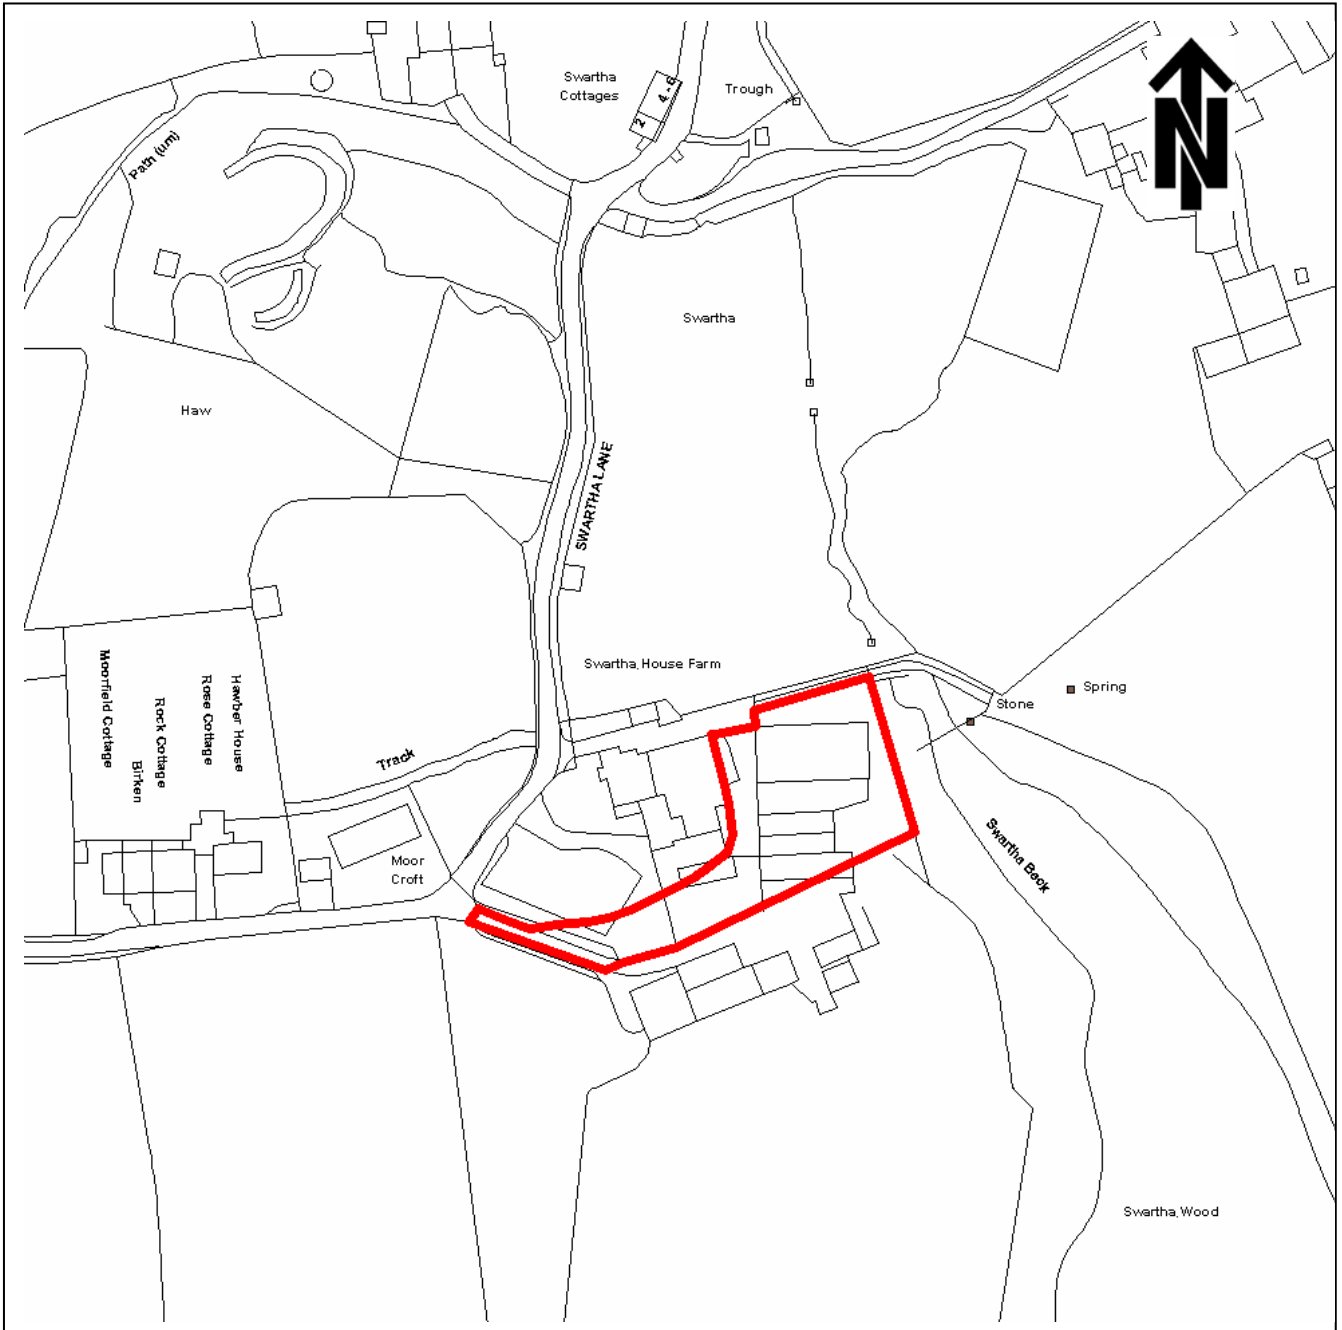 Swartha
Cottages
2
4 - 6
Trough
N
Path (um)
Swartha
Haw
SWARTHA LANE
Swartha House Farm
Moorfield Cottage
Birken
Rock Cottage
Rose Cottage
Hawber House
Spring
Stone
Track
Swartha Beck
Moor
Croft
Swartha Wood